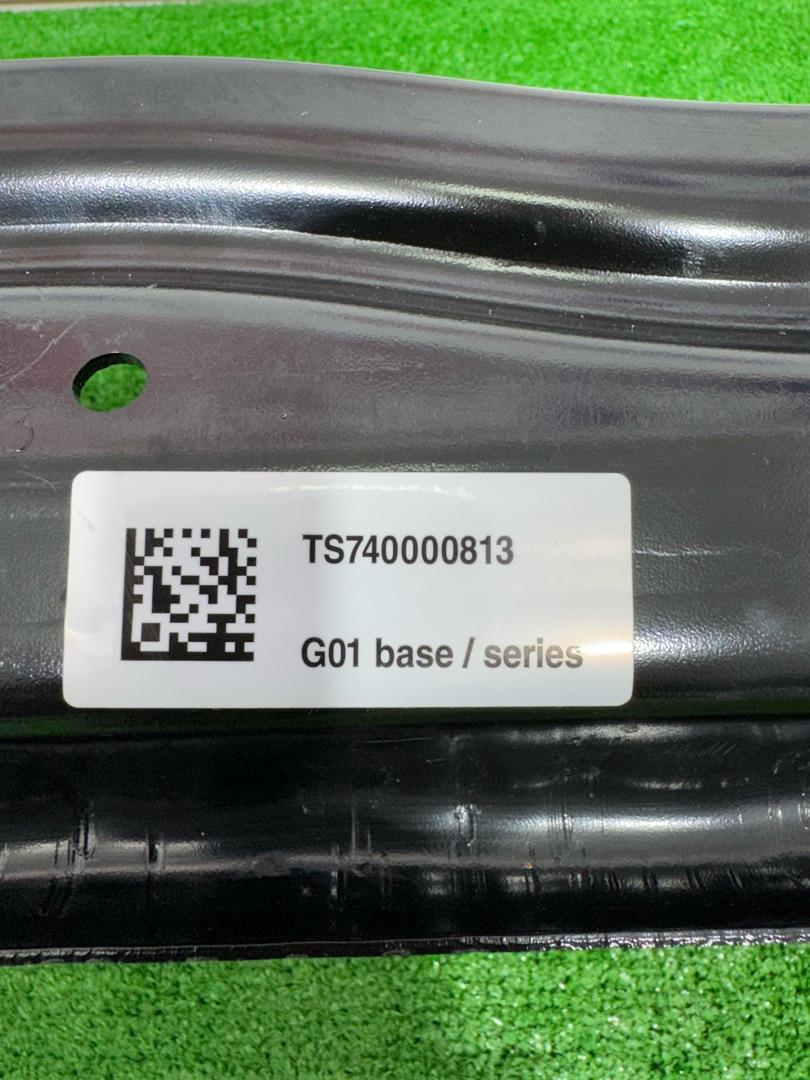 TS740000813
G01 base / series